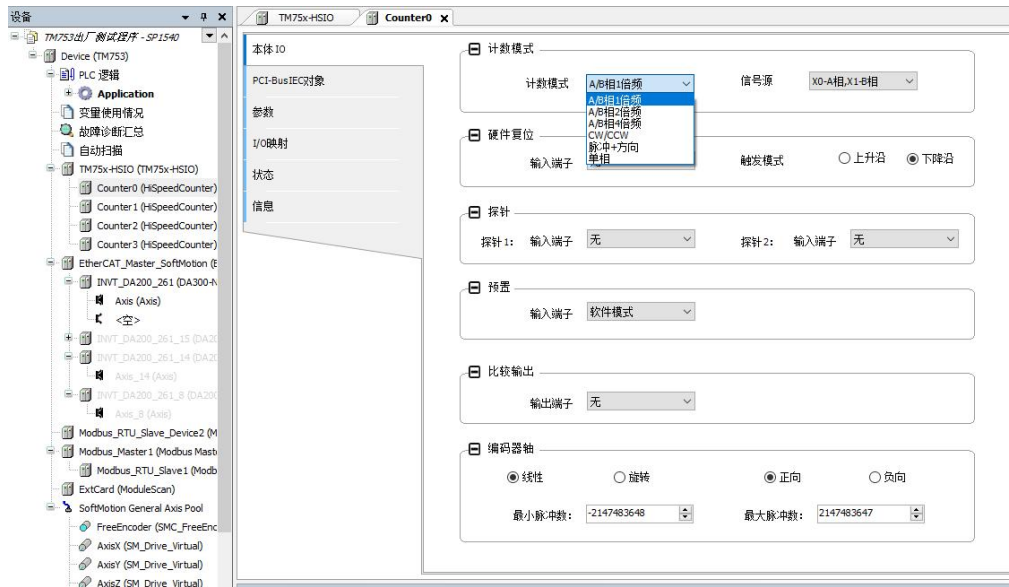 设备
TM753出厂测试程序 - SP1540
Device (TM753)
PLC 逻辑
Application
变量使用情况
故障诊断汇总
自动扫描
TM75x-HSIO (TM75x-HSIO)
Counter0 (HiSpeedCounter)
Counter1 (HiSpeedCounter)
Counter2 (HiSpeedCounter)
Counter3 (HiSpeedCounter)
EtherCAT_Master_SoftMotion (E
INVT_DA200_261 (DA300-N
Axis (Axis)
<空>
INVT_DA200_261_15 (DA20
INVT_DA200_261_14 (DA20
Axis_14 (Axis)
INVT_DA200_261_8 (DA200
Axis_8 (Axis)
Modbus_RTU_Slave_Device2 (M
Modbus_Master1 (Modbus Mast
Modbus_RTU_Slave1 (Modb
ExtCard (ModuleScan)
SoftMotion General Axis Pool
FreeEncoder (SMC_FreeEnc
AxisX (SM_Drive_Virtual)
AxisY (SM_Drive_Virtual)
AxisZ (SM_Drive_Virtual)
TM75x-HSIO Counter0
本体IO
PCI-BusIEC对象
参数
I/O映射
状态
信息
计数模式
计数模式 A/B相1倍频 信号源 X0-A相,X1-B相
A/B相1倍频
A/B相2倍频
A/B相4倍频
CW/CCW
脉冲+方向
单相
硬件复位
输入端子 触发模式 上升沿 下降沿
探针
探针1： 输入端子 无 探针2： 输入端子 无
预置
输入端子 软件模式
比较输出
输出端子 无
编码器轴
线性 旋转 正向 负向
最小脉冲数： -2147483648 最大脉冲数： 2147483647